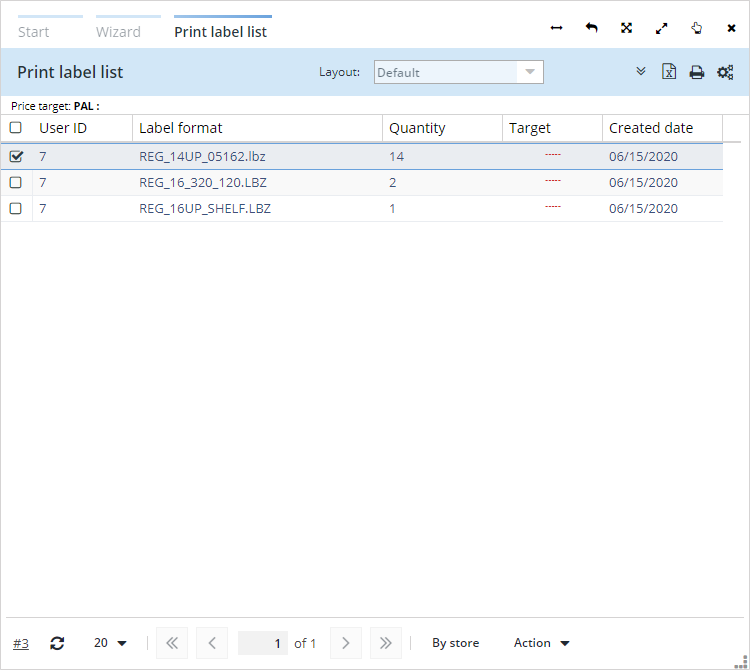 Start Wizard Print label list
Print label list Layout: Default
Price target: PAL :
User ID Label format Quantity Target Created date
7 REG_14UP_05162.lbz 14 ----- 06/15/2020
7 REG_16_320_120.LBZ 2 ----- 06/15/2020
7 REG_16UP_SHELF.LBZ 1 ----- 06/15/2020
#3 20 1 of 1 By store Action